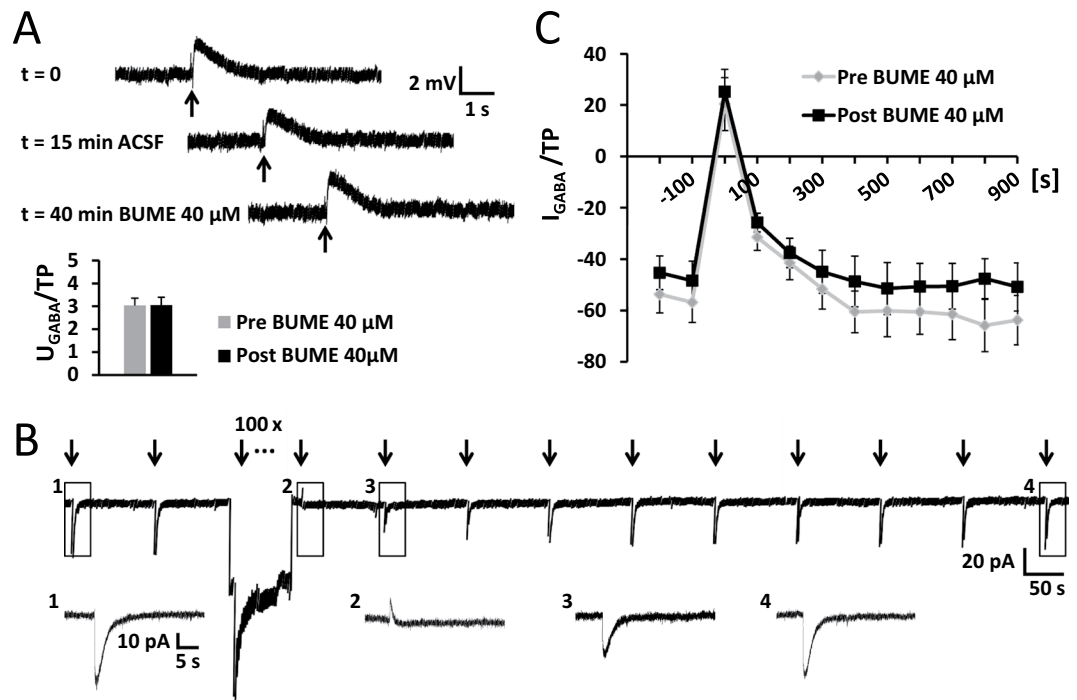 A
t = 0
2 mV
1 s
t = 15 min ACSF
t = 40 min BUME 40 µM
5
4
3
2
1
0
U_GABA/TP
Pre BUME 40 µM
Post BUME 40µM
C
40
20
0
-20
-40
-60
-80
I_GABA /TP
-100
100
300
500
700
900
[s]
Pre BUME 40 µM
Post BUME 40 µM
B
100 x
...
1
2
3
4
20 pA
50 s
1
10 pA
5 s
2
3
4